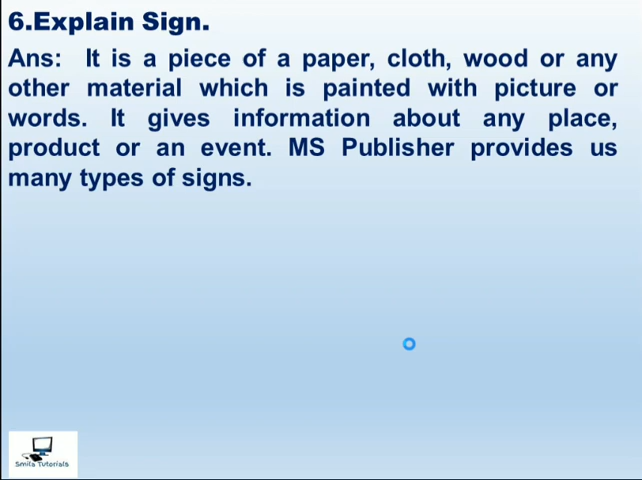 6.Explain Sign.
Ans: It is a piece of a paper, cloth, wood or any
other material which is painted with picture or
words. It gives information about any place,
product or an event. MS Publisher provides us
many types of signs.
Smita Tutorials